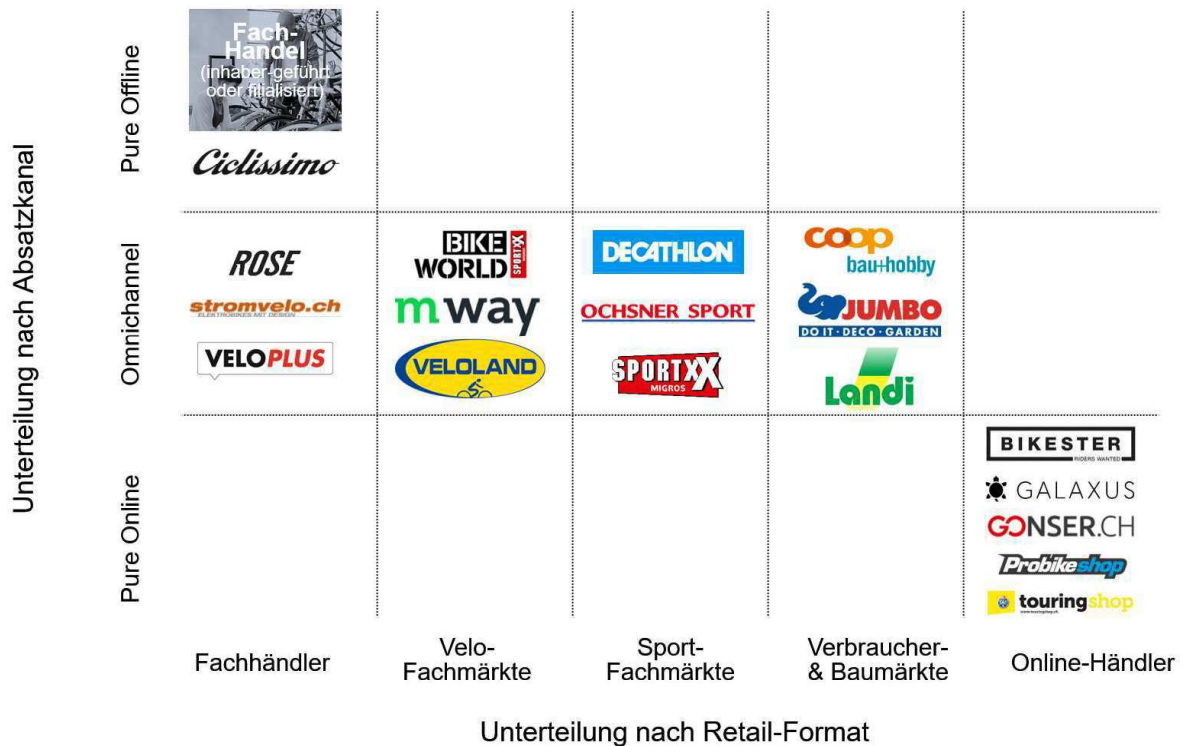 Unterteilung nach Absatzkanal
Pure Offline
Fach-
Handel
(inhaber-geführt
oder filialisiert)
Ciclissimo
Omnichannel
ROSE
stromvelo.ch
ELEKTROBIKES MIT DESIGN
VELOPLUS
BIKE
WORLD
SPORTXX
m way
VELOLAND
DECATHLON
OCHSNER SPORT
SPORTXX
MIGROS
coop
bau+hobby
JUMBO
DO IT · DECO · GARDEN
Landi
Pure Online
BIKESTER
RIDERS WANTED
GALAXUS
GONSER.CH
Probikeshop
touringshop
www.touringshop.ch
Fachhändler
Velo-
Fachmärkte
Sport-
Fachmärkte
Verbraucher-
& Baumärkte
Online-Händler
Unterteilung nach Retail-Format